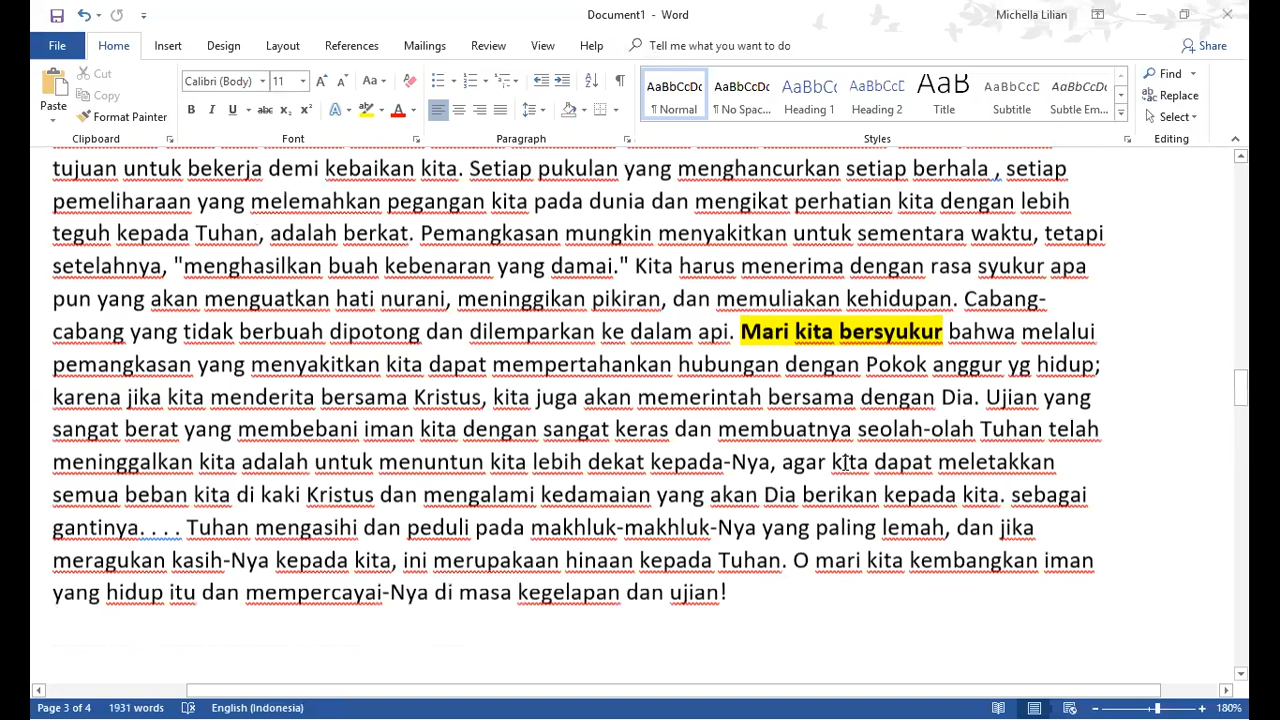 Document1 - Word
Michella Lilian
File Home Insert Design Layout References Mailings Review View Help Tell me what you want to do Share
Paste
Cut
Copy
Format Painter
Clipboard
Calibri (Body) 11
Font
Paragraph
AaBbCcDc ¶ Normal
AaBbCcDc ¶ No Spac...
AaBbC Heading 1
AaBbCcD Heading 2
AaB Title
AaBbCcD Subtitle
AaBbCcDc Subtle Em...
Styles
Find
Replace
Select
Editing
tujuan untuk bekerja demi kebaikan kita. Setiap pukulan yang menghancurkan setiap berhala , setiap
pemeliharaan yang melemahkan pegangan kita pada dunia dan mengikat perhatian kita dengan lebih
teguh kepada Tuhan, adalah berkat. Pemangkasan mungkin menyakitkan untuk sementara waktu, tetapi
setelahnya, "menghasilkan buah kebenaran yang damai." Kita harus menerima dengan rasa syukur apa
pun yang akan menguatkan hati nurani, meninggikan pikiran, dan memuliakan kehidupan. Cabang-
cabang yang tidak berbuah dipotong dan dilemparkan ke dalam api. Mari kita bersyukur bahwa melalui
pemangkasan yang menyakitkan kita dapat mempertahankan hubungan dengan Pokok anggur yg hidup;
karena jika kita menderita bersama Kristus, kita juga akan memerintah bersama dengan Dia. Ujian yang
sangat berat yang membebani iman kita dengan sangat keras dan membuatnya seolah-olah Tuhan telah
meninggalkan kita adalah untuk menuntun kita lebih dekat kepada-Nya, agar kita dapat meletakkan
semua beban kita di kaki Kristus dan mengalami kedamaian yang akan Dia berikan kepada kita. sebagai
gantinya. . . . Tuhan mengasihi dan peduli pada makhluk-makhluk-Nya yang paling lemah, dan jika
meragukan kasih-Nya kepada kita, ini merupakaan hinaan kepada Tuhan. O mari kita kembangkan iman
yang hidup itu dan mempercayai-Nya di masa kegelapan dan ujian!
Page 3 of 4 1931 words English (Indonesia) 180%